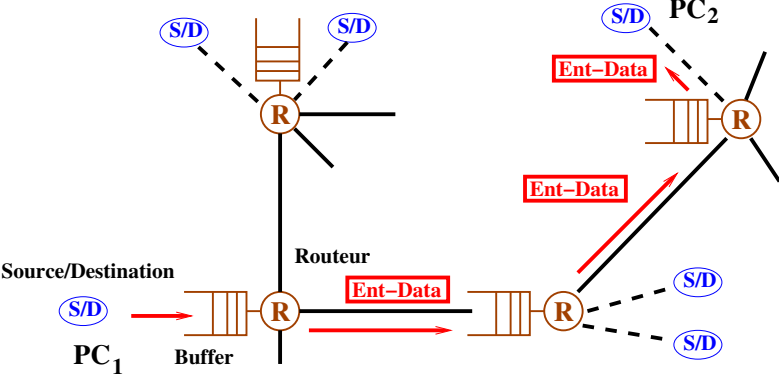 PC2
S/D
S/D
S/D
Ent-Data
R
R
Ent-Data
Routeur
Source/Destination
S/D
Ent-Data
S/D
R
R
S/D
PC1
Buffer